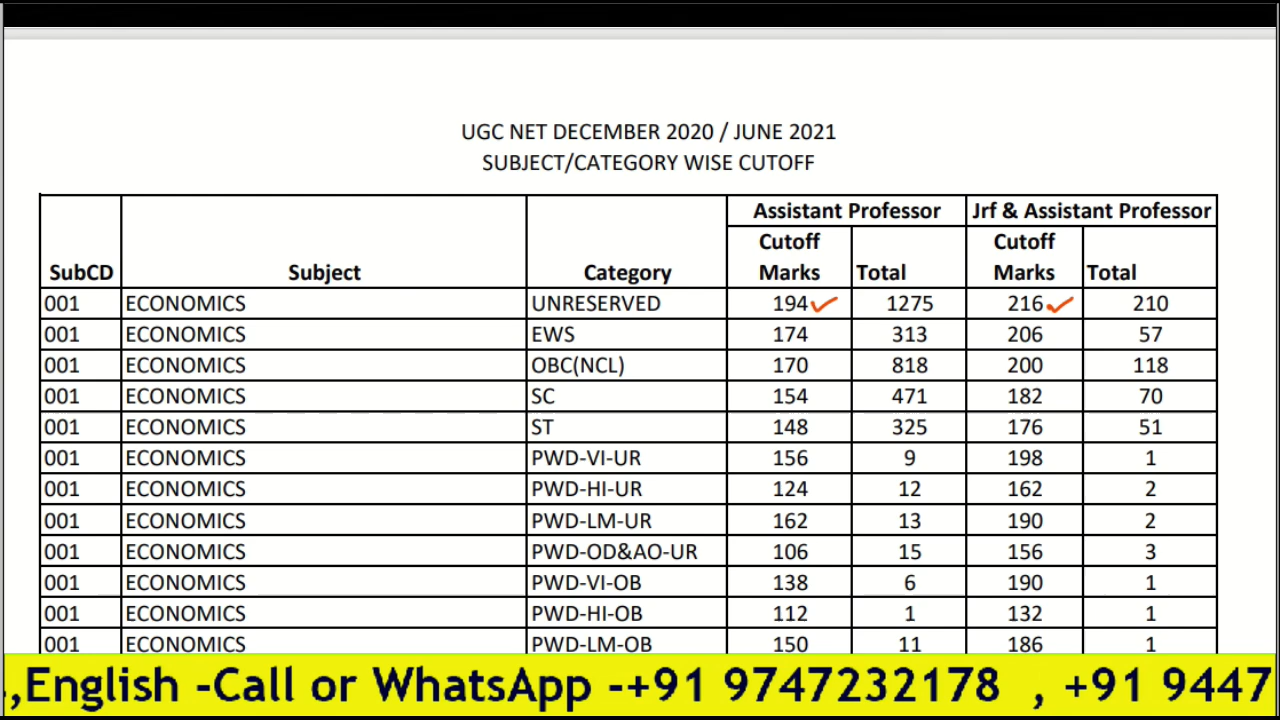 UGC NET DECEMBER 2020 / JUNE 2021
SUBJECT/CATEGORY WISE CUTOFF
Assistant Professor Jrf & Assistant Professor
SubCD Subject Category Cutoff Marks Total Cutoff Marks Total
001 ECONOMICS UNRESERVED 194 1275 216 210
001 ECONOMICS EWS 174 313 206 57
001 ECONOMICS OBC(NCL) 170 818 200 118
001 ECONOMICS SC 154 471 182 70
001 ECONOMICS ST 148 325 176 51
001 ECONOMICS PWD-VI-UR 156 9 198 1
001 ECONOMICS PWD-HI-UR 124 12 162 2
001 ECONOMICS PWD-LM-UR 162 13 190 2
001 ECONOMICS PWD-OD&AO-UR 106 15 156 3
001 ECONOMICS PWD-VI-OB 138 6 190 1
001 ECONOMICS PWD-HI-OB 112 1 132 1
001 ECONOMICS PWD-LM-OB 150 11 186 1
,English -Call or WhatsApp -+91 9747232178 , +91 9447